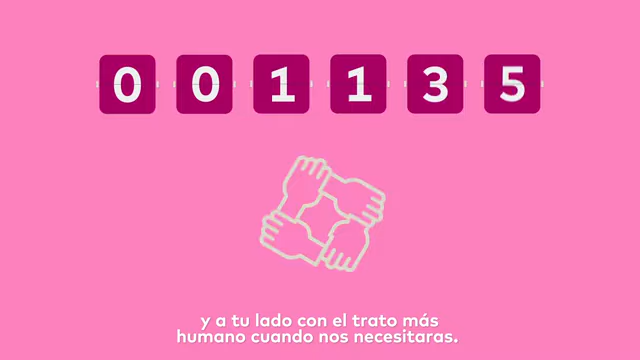 001135
y a tu lado con el trato más
humano cuando nos necesitaras.